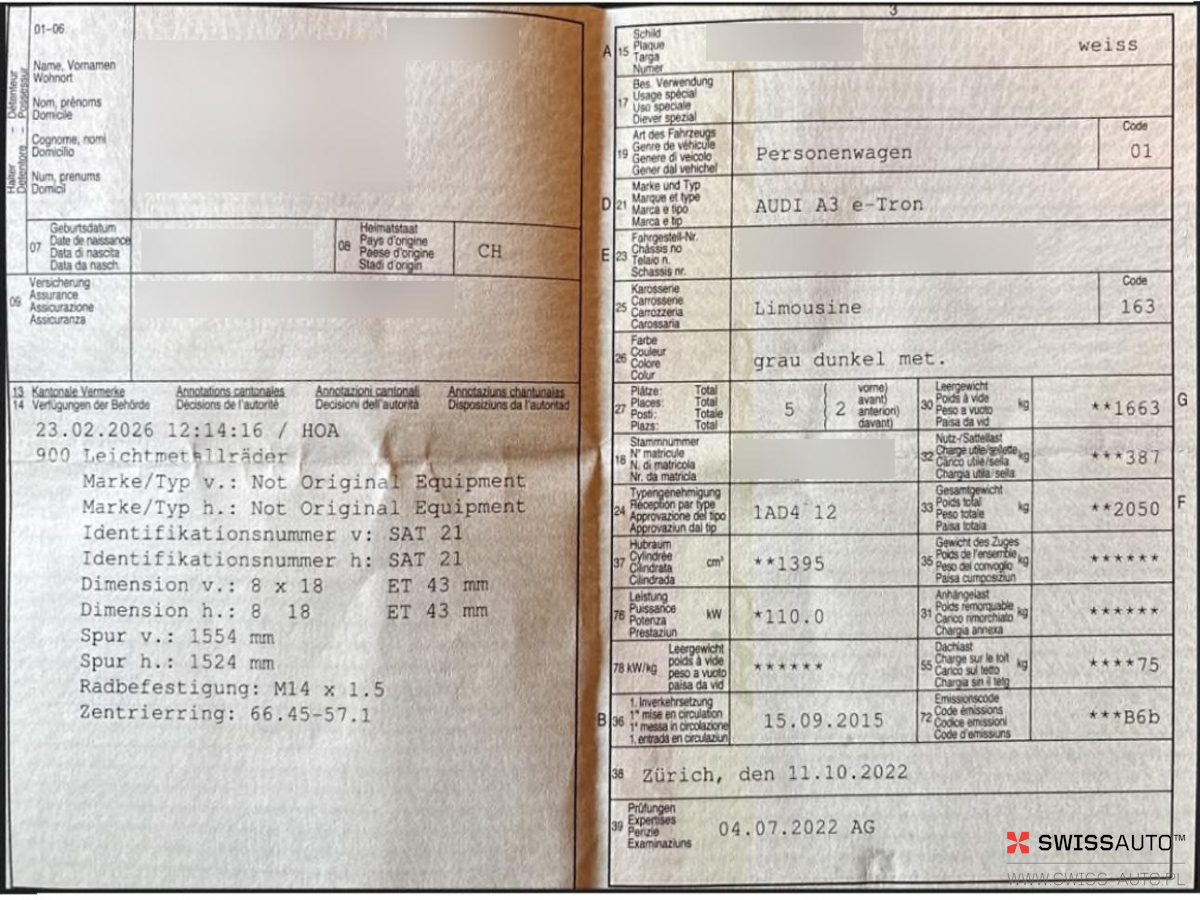 01-06
Halter - Détenteur
Detentore - Possessur
Name, Vornamen
Wohnort
Nom, prénoms
Domicile
Cognome, nomi
Domicilio
Num, prenums
Domicil
07
Geburtsdatum
Date de naissance
Data di nascita
Data da nasch.
08
Heimatstaat
Pays d'origine
Paese d'origine
Stadi d'origin
CH
09
Versicherung
Assurance
Assicurazione
Assicuranza
13 Kantonale Vermerke Annotations cantonales Annotazioni cantonali Annotaziuns chantunalas
14 Verfügungen der Behörde Décisions de l'autorité Decisioni dell'autorità Disposiziuns da l'autoritad
23.02.2026 12:14:16 / HOA
900 Leichtmetallräder
Marke/Typ v.: Not Original Equipment
Marke/Typ h.: Not Original Equipment
Identifikationsnummer v: SAT 21
Identifikationsnummer h: SAT 21
Dimension v.: 8 x 18 ET 43 mm
Dimension h.: 8 18 ET 43 mm
Spur v.: 1554 mm
Spur h.: 1524 mm
Radbefestigung: M14 x 1.5
Zentrierring: 66.45-57.1
3
A 15
Schild
Plaque
Targa
Numer
weiss
17
Bes. Verwendung
Usage spécial
Uso speciale
Diever spezial
19
Art des Fahrzeugs
Genre de véhicule
Genere di veicolo
Gener dal vehichel
Personenwagen
Code
01
D 21
Marke und Typ
Marque et type
Marca e tipo
Marca e tip
AUDI A3 e-Tron
E 23
Fahrgestell-Nr.
Châssis no
Telaio n.
Schassis nr.
25
Karosserie
Carrosserie
Carrozzeria
Carossaria
Limousine
Code
163
26
Farbe
Couleur
Colore
Colur
grau dunkel met.
27
Plätze: Total
Places: Total
Posti: Totale
Plazs: Total
5 ( 2
vorne)
avant)
anteriori)
davant)
30
Leergewicht
Poids à vide
Peso a vuoto
Paisa da vid
kg
**1663
G
18
Stammnummer
N° matricule
N. di matricola
Nr. da matricla
32
Nutz-/Sattellast
Charge utile/sellette
Carico utile/sella
Chargia utila/sella
kg
***387
24
Typengenehmigung
Réception par type
Approvazione del tipo
Approvaziun dal tip
1AD4 12
33
Gesamtgewicht
Poids total
Peso totale
Paisa totala
kg
**2050
F
37
Hubraum
Cylindrée
Cilindrata
Cilindrada
cm³
**1395
35
Gewicht des Zuges
Poids de l'ensemble
Peso del convoglio
Paisa cumposiziun
kg
******
76
Leistung
Puissance
Potenza
Prestaziun
kW
*110.0
31
Anhängelast
Poids remorquable
Carico rimorchiato
Chargia annexa
kg
******
78 kW/kg
Leergewicht
poids à vide
peso a vuoto
paisa da vid
******
55
Dachlast
Charge sur le toit
Carico sul tetto
Chargia sin il tetg
kg
****75
B 36
1. Inverkehrsetzung
1re mise en circulation
1a messa in circolazione
1. entrada en circulaziun
15.09.2015
72
Emissionscode
Code émissions
Codice emissioni
Code d'emissiuns
***B6b
38
Zürich, den 11.10.2022
39
Prüfungen
Expertises
Perizie
Examinaziuns
04.07.2022 AG
SWISSAUTO™
WWW.SWISS-AUTO.PL